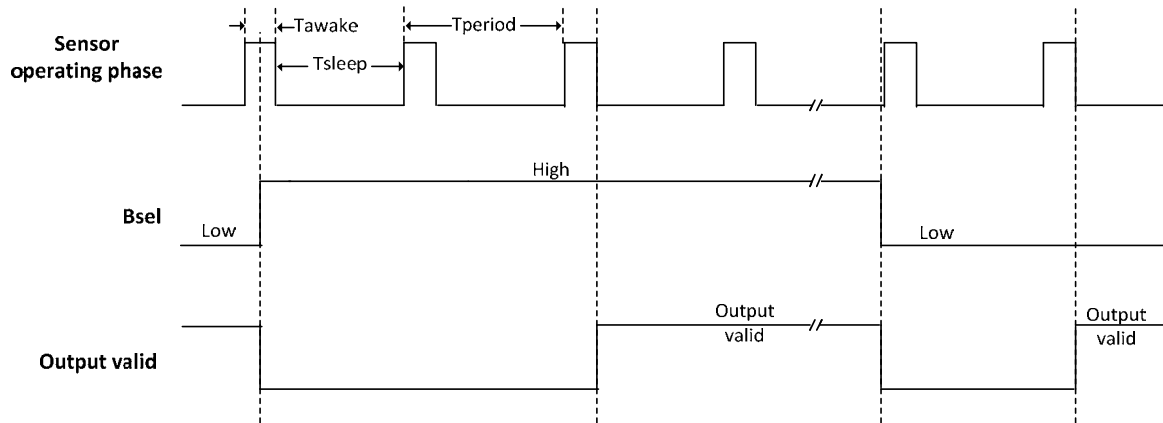 Tawake
Tperiod
Sensor
operating phase
Tsleep
High
Bsel
Low
Low
Output
valid
Output
valid
Output valid